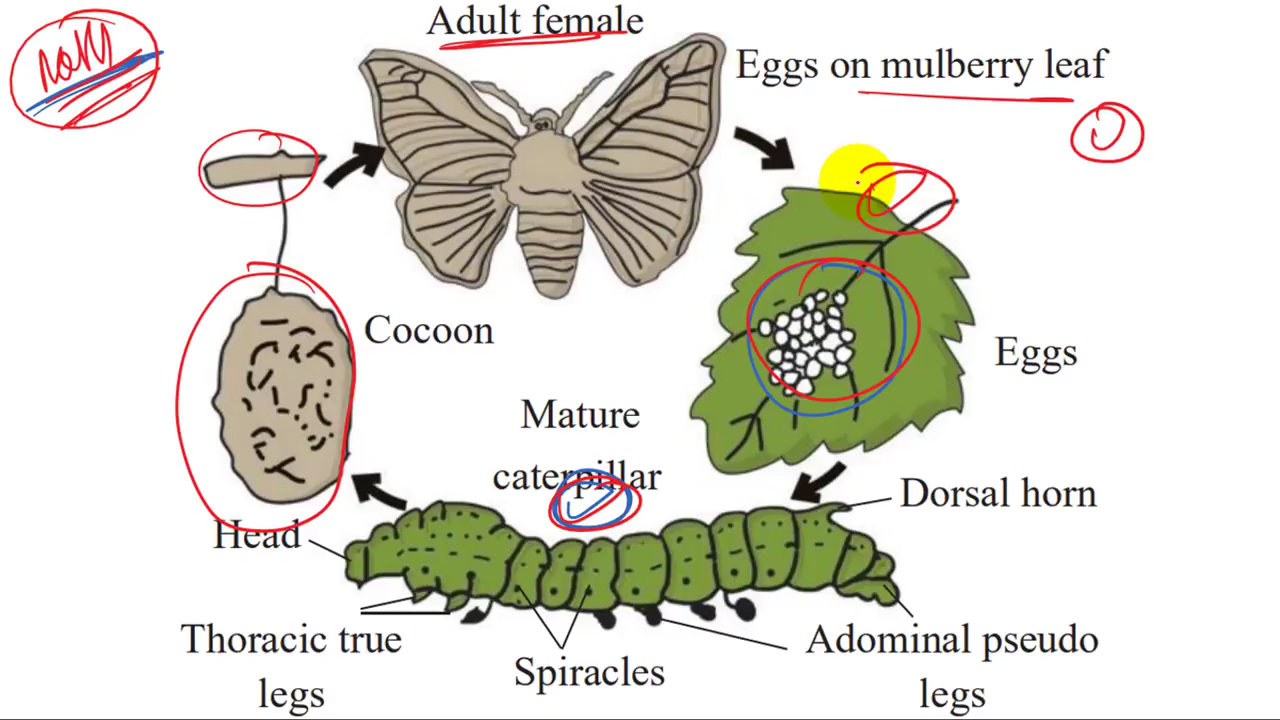 Adult female
Eggs on mulberry leaf
Cocoon
Eggs
Mature
caterpillar
Dorsal horn
Head
Thoracic true
legs
Spiracles
Adominal pseudo
legs